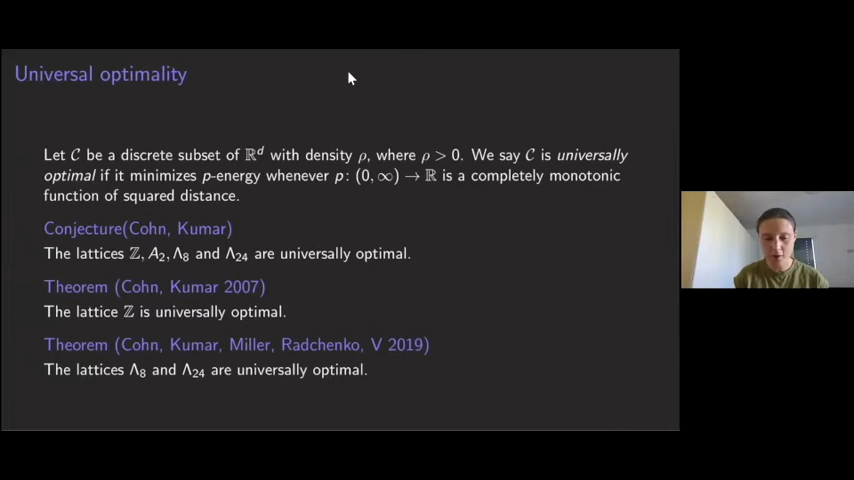 Universal optimality
Let 𝒞 be a discrete subset of ℝᵈ with density ρ, where ρ > 0. We say 𝒞 is universally
optimal if it minimizes p-energy whenever p: (0, ∞) → ℝ is a completely monotonic
function of squared distance.
Conjecture(Cohn, Kumar)
The lattices ℤ, A₂, Λ₈ and Λ₂₄ are universally optimal.
Theorem (Cohn, Kumar 2007)
The lattice ℤ is universally optimal.
Theorem (Cohn, Kumar, Miller, Radchenko, V 2019)
The lattices Λ₈ and Λ₂₄ are universally optimal.